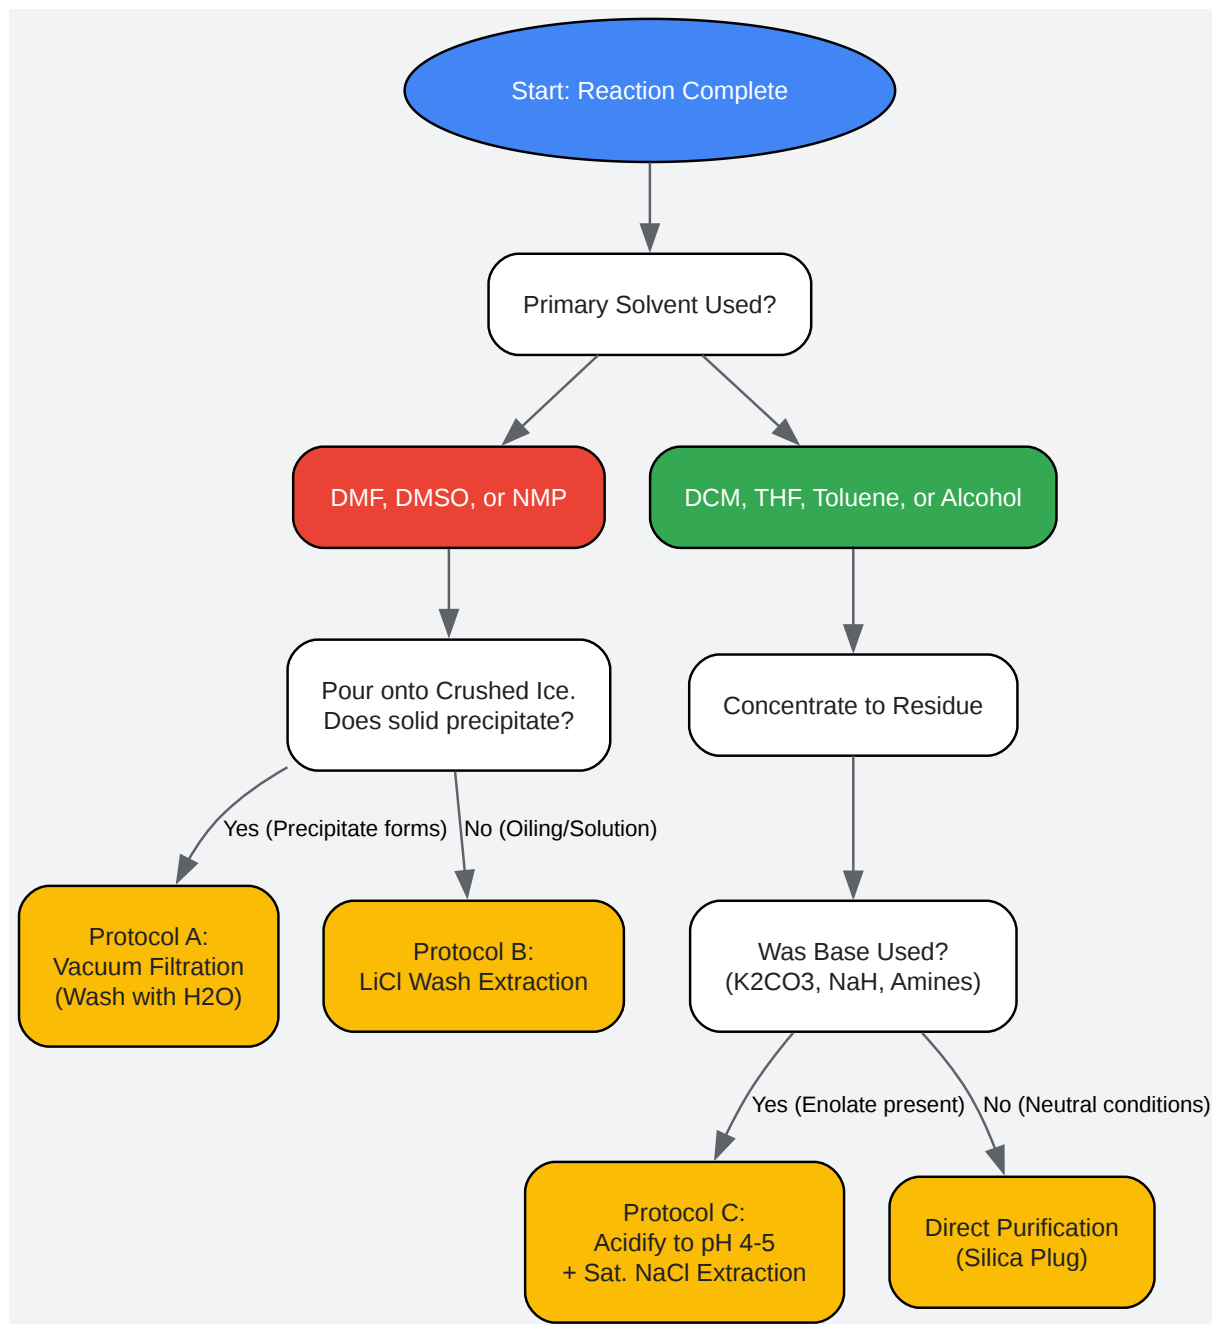 Start: Reaction Complete
Primary Solvent Used?
DMF, DMSO, or NMP
DCM, THF, Toluene, or Alcohol
Pour onto Crushed Ice.
Does solid precipitate?
Concentrate to Residue
Yes (Precipitate forms)
No (Oiling/Solution)
Protocol A:
Vacuum Filtration
(Wash with H2O)
Protocol B:
LiCl Wash Extraction
Was Base Used?
(K2CO3, NaH, Amines)
Yes (Enolate present)
No (Neutral conditions)
Protocol C:
Acidify to pH 4-5
+ Sat. NaCl Extraction
Direct Purification
(Silica Plug)